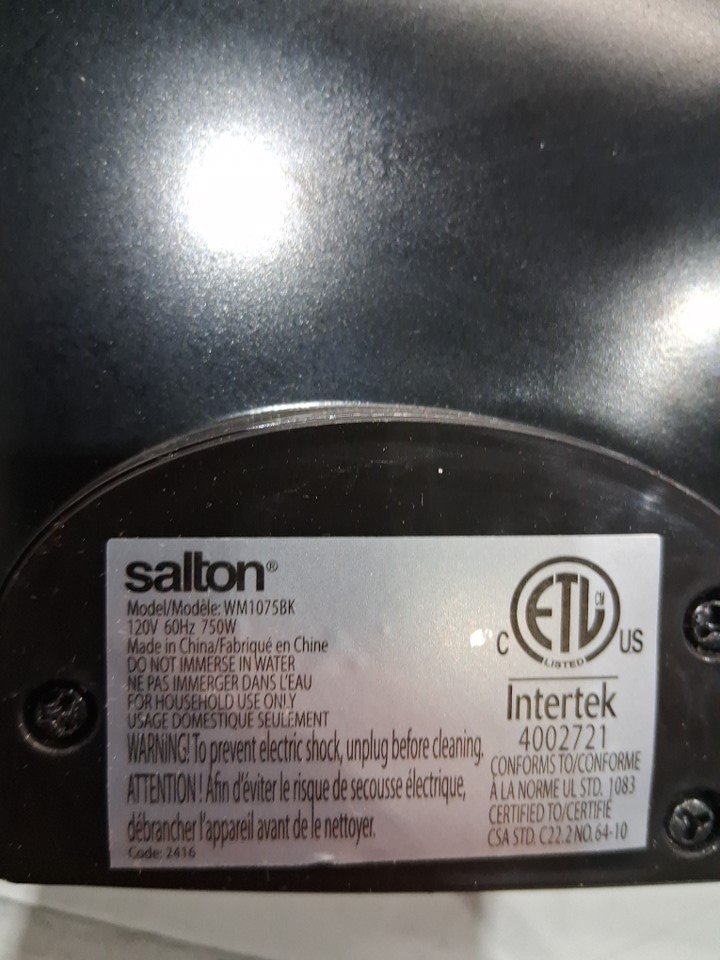 salton®
Model/Modèle: WM1075BK
120V 60Hz 750W
Made in China/Fabriqué en Chine
DO NOT IMMERSE IN WATER
NE PAS IMMERGER DANS L'EAU
FOR HOUSEHOLD USE ONLY
USAGE DOMESTIQUE SEULEMENT
WARNING! To prevent electric shock, unplug before cleaning.
ATTENTION! Afin d'éviter le risque de secousse électrique,
débrancher l'appareil avant de le nettoyer.
Code: 2416
ETL CM
C US
LISTED
Intertek
4002721
CONFORMS TO/CONFORME
À LA NORME UL STD. 1083
CERTIFIED TO/CERTIFIÉ
CSA STD. C22.2 NO. 64-10